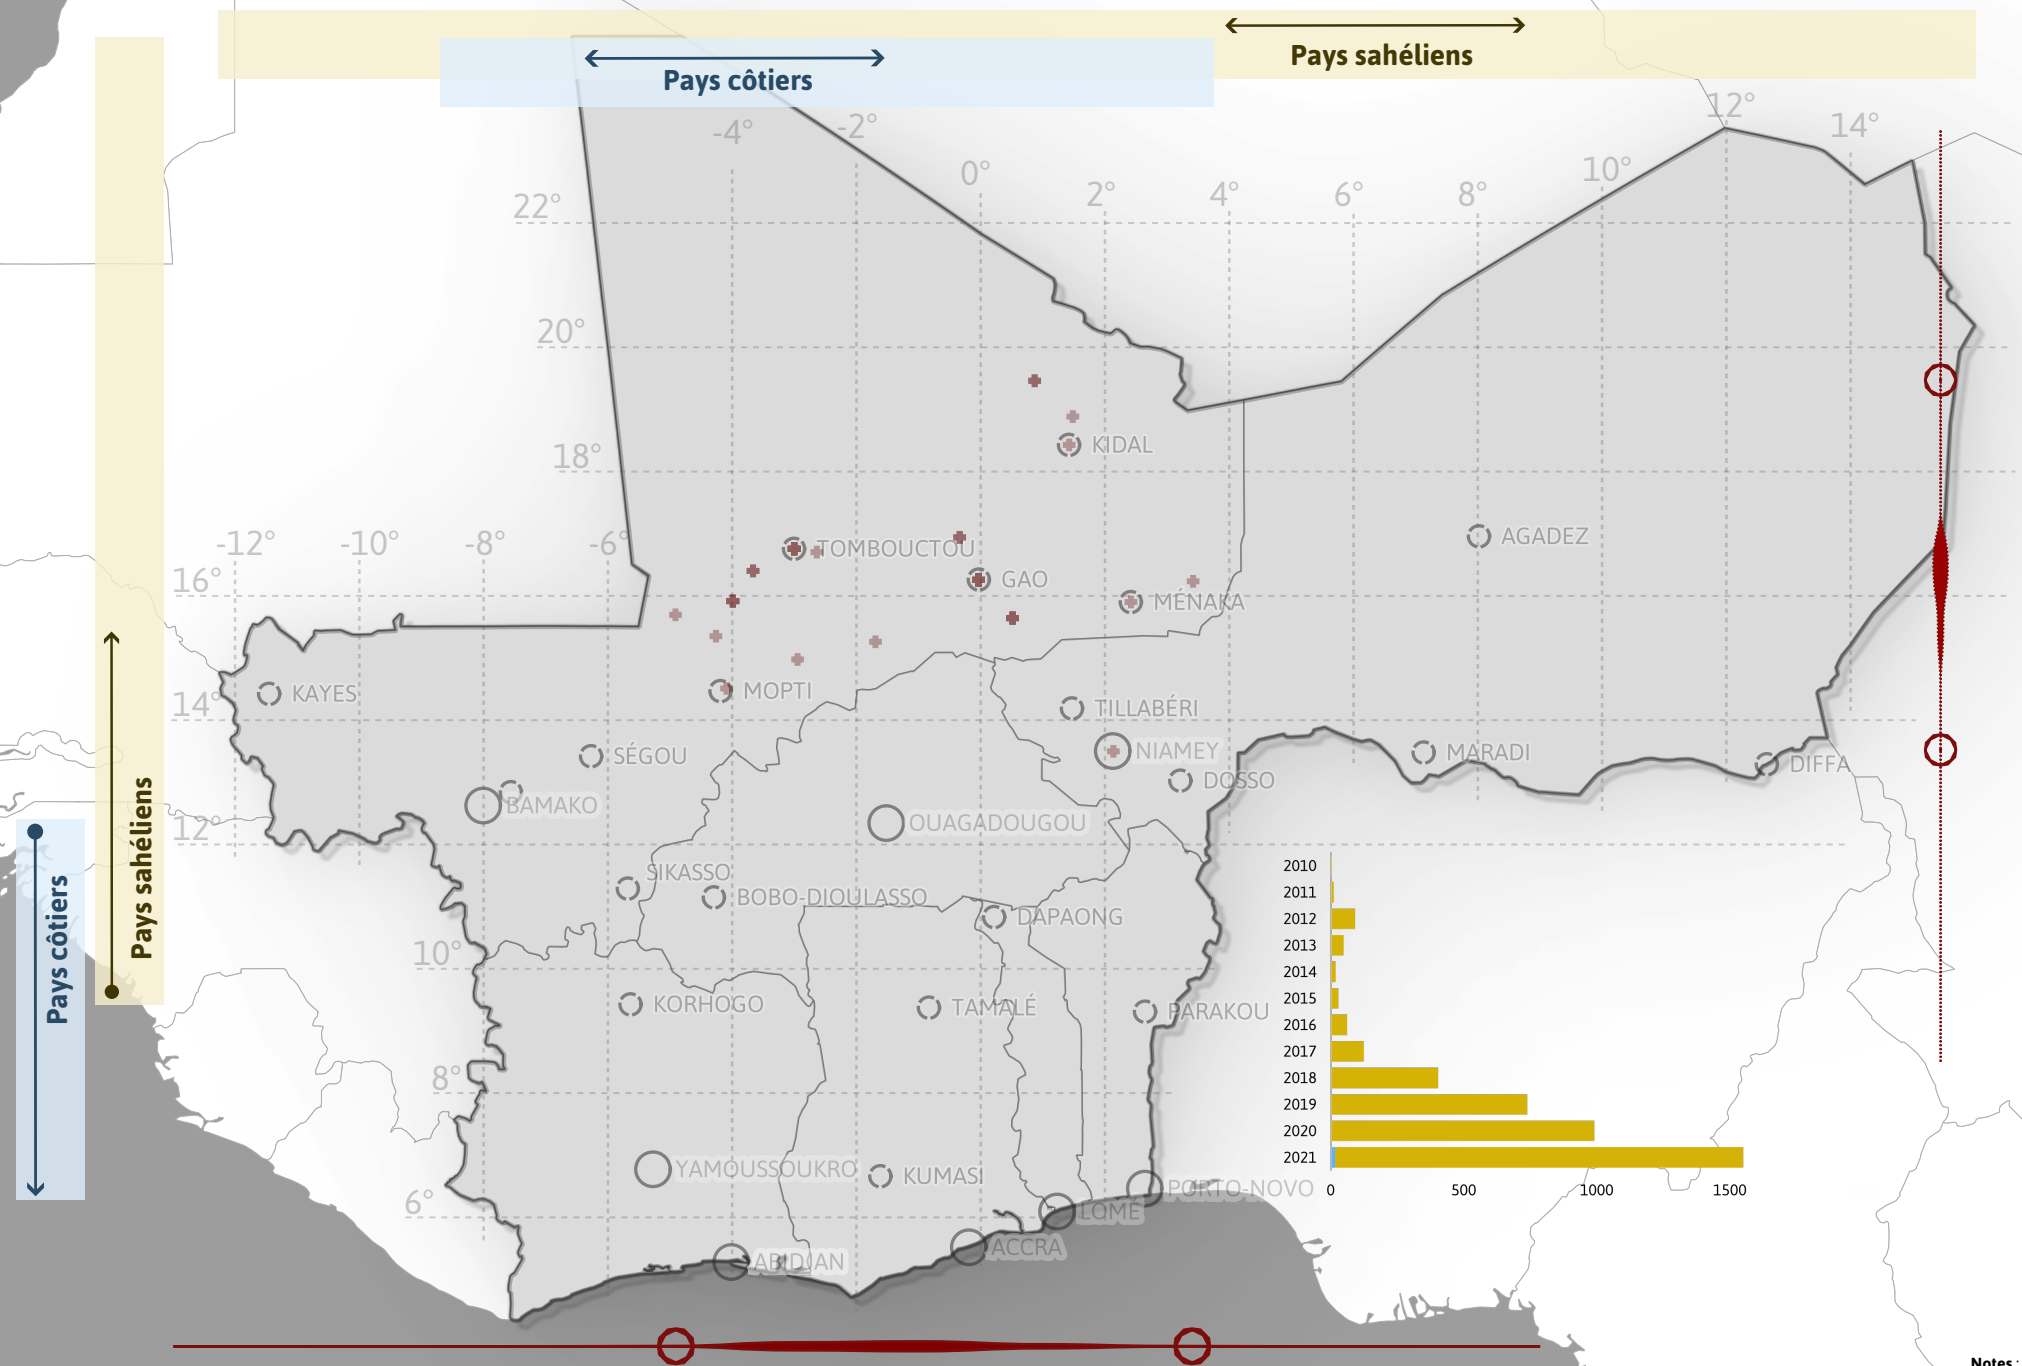 Pays sahéliens
Pays côtiers
12°
-4°
-2°
14°
0°
10°
2°
4°
6°
8°
22°
20°
KIDAL
18°
-12°
-10°
-8°
-6°
TOMBOUCTOU
AGADEZ
16°
GAO
MÉNAKA
KAYES
MOPTI
14°
TILLABÉRI
SÉGOU
NIAMEY
MARADI
DIFFA
DOSSO
BAMAKO
OUAGADOUGOU
12°
SIKASSO
BOBO-DIOULASSO
DAPAONG
Pays sahéliens
Pays côtiers
10°
KORHOGO
TAMALÉ
PARAKOU
8°
YAMOUSSOUKRO
KUMASI
PORTO-NOVO
6°
LOMÉ
ACCRA
ABIDJAN
2010
2011
2012
2013
2014
2015
2016
2017
2018
2019
2020
2021
0 500 1000 1500
Notes :